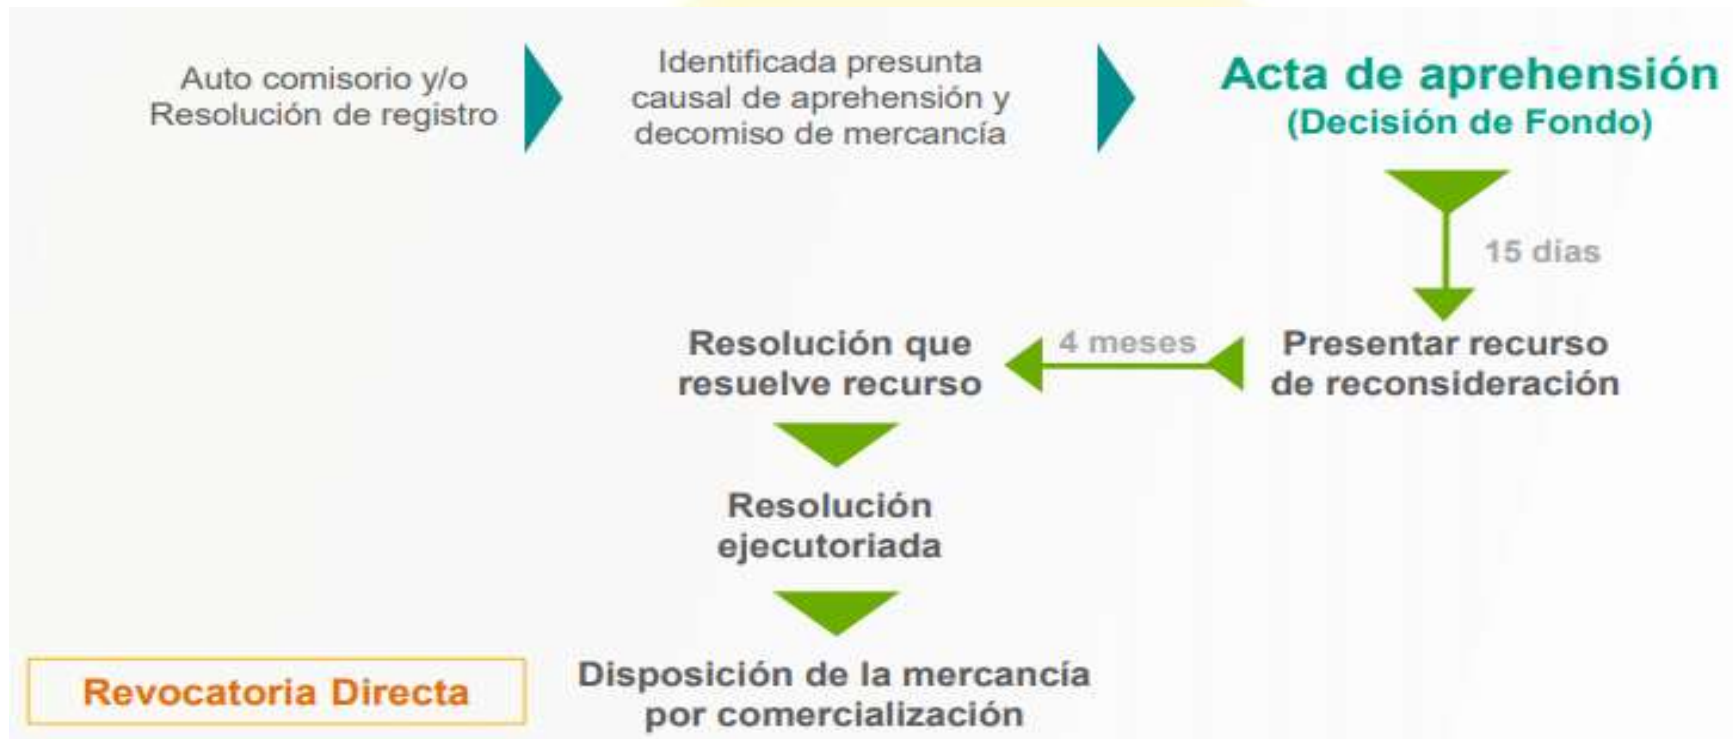 Auto comisorio y/o
Resolución de registro
Identificada presunta
causal de aprehensión y
decomiso de mercancía
Acta de aprehensión
(Decisión de Fondo)
15 días
Presentar recurso
de reconsideración
4 meses
Resolución que
resuelve recurso
Resolución
ejecutoriada
Disposición de la mercancía
por comercialización
Revocatoria Directa